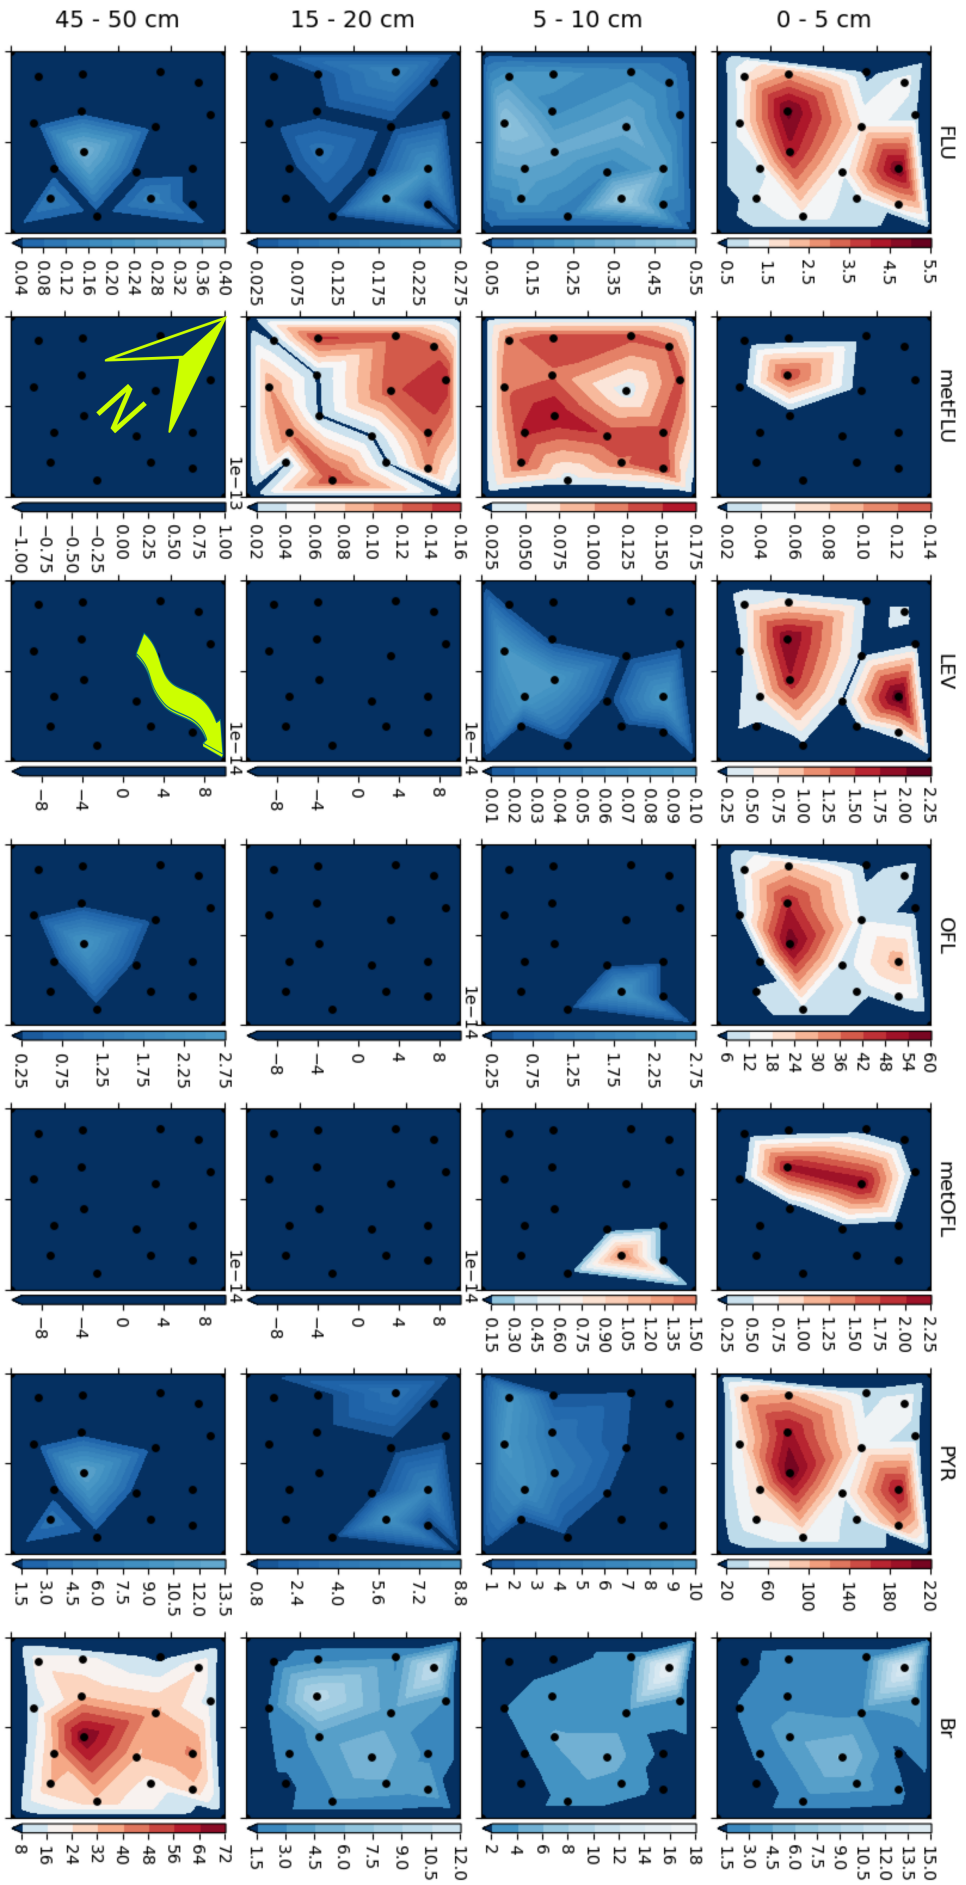 FLU metFLU LEV OFL metOFL PYR Br
0 - 5 cm
5.5 4.5 3.5 2.5 1.5 0.5
0.14 0.12 0.10 0.08 0.06 0.04 0.02
2.25 2.00 1.75 1.50 1.25 1.00 0.75 0.50 0.25
60 54 48 42 36 30 24 18 12 6
2.25 2.00 1.75 1.50 1.25 1.00 0.75 0.50 0.25
220 180 140 100 60 20
15.0 13.5 12.0 10.5 9.0 7.5 6.0 4.5 3.0 1.5
5 - 10 cm
0.55 0.45 0.35 0.25 0.15 0.05
0.175 0.150 0.125 0.100 0.075 0.050 0.025
0.10 0.09 0.08 0.07 0.06 0.05 0.04 0.03 0.02 0.01
2.75 2.25 1.75 1.25 0.75 0.25
1.50 1.35 1.20 1.05 0.90 0.75 0.60 0.45 0.30 0.15
10 9 8 7 6 5 4 3 2 1
18 16 14 12 10 8 6 4 2
15 - 20 cm
0.275 0.225 0.175 0.125 0.075 0.025
0.16 0.14 0.12 0.10 0.08 0.06 0.04 0.02
1e−14
8 4 0 −4 −8
1e−14
8 4 0 −4 −8
1e−14
8 4 0 −4 −8
8.8 7.2 5.6 4.0 2.4 0.8
12.0 10.5 9.0 7.5 6.0 4.5 3.0 1.5
45 - 50 cm
0.40 0.36 0.32 0.28 0.24 0.20 0.16 0.12 0.08 0.04
N
1e−13
1.00 0.75 0.50 0.25 0.00 −0.25 −0.50 −0.75 −1.00
1e−14
8 4 0 −4 −8
2.75 2.25 1.75 1.25 0.75 0.25
1e−14
8 4 0 −4 −8
13.5 12.0 10.5 9.0 7.5 6.0 4.5 3.0 1.5
72 64 56 48 40 32 24 16 8